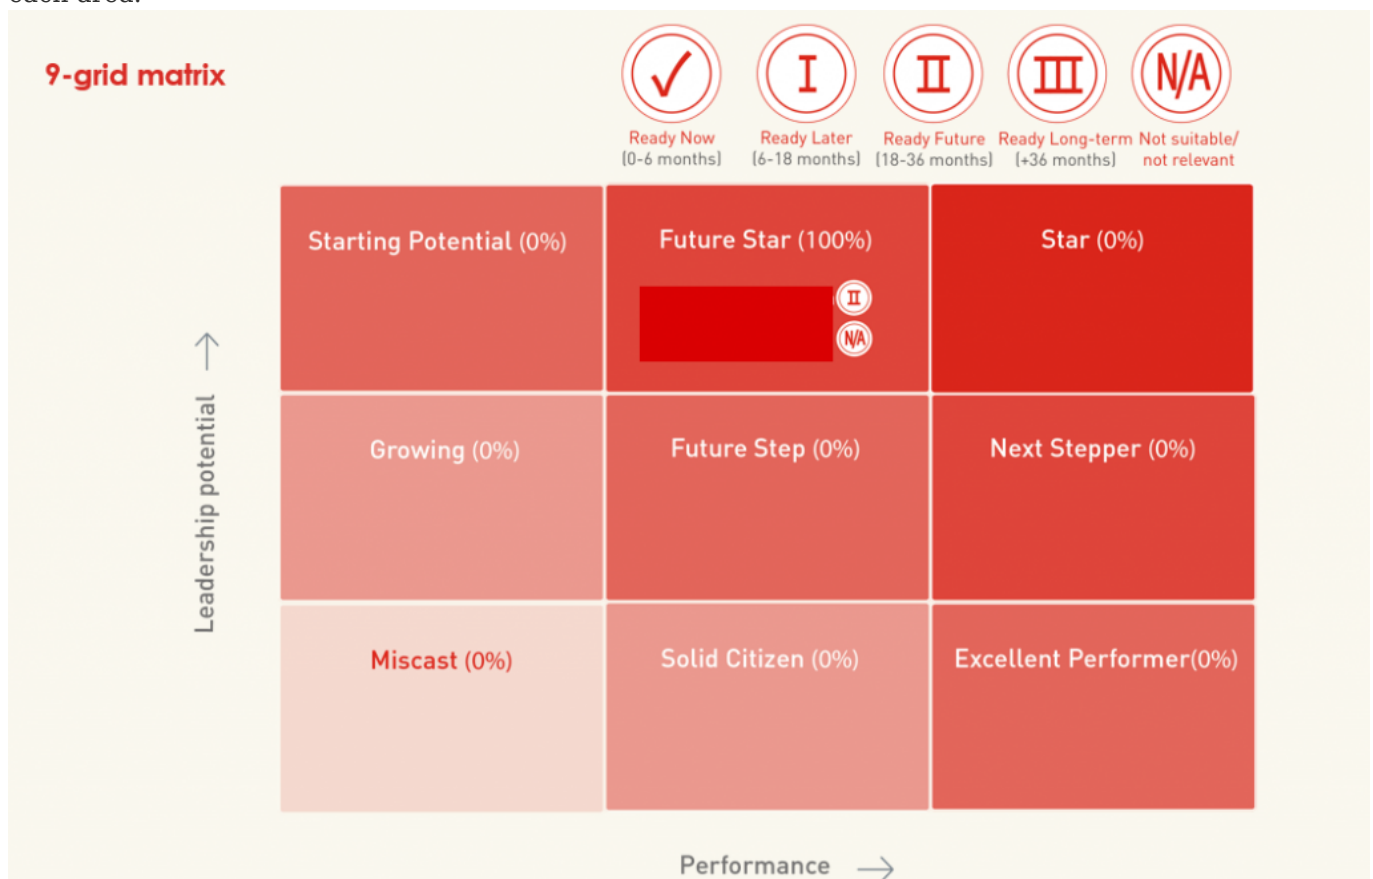 each area.
9-grid matrix
✓ I II III N/A
Ready Now Ready Later Ready Future Ready Long-term Not suitable/
(0-6 months) (6-18 months) (18-36 months) (+36 months) not relevant
Starting Potential (0%) Future Star (100%) Star (0%)
II
N/A
Growing (0%) Future Step (0%) Next Stepper (0%)
Miscast (0%) Solid Citizen (0%) Excellent Performer(0%)
Leadership potential
Performance